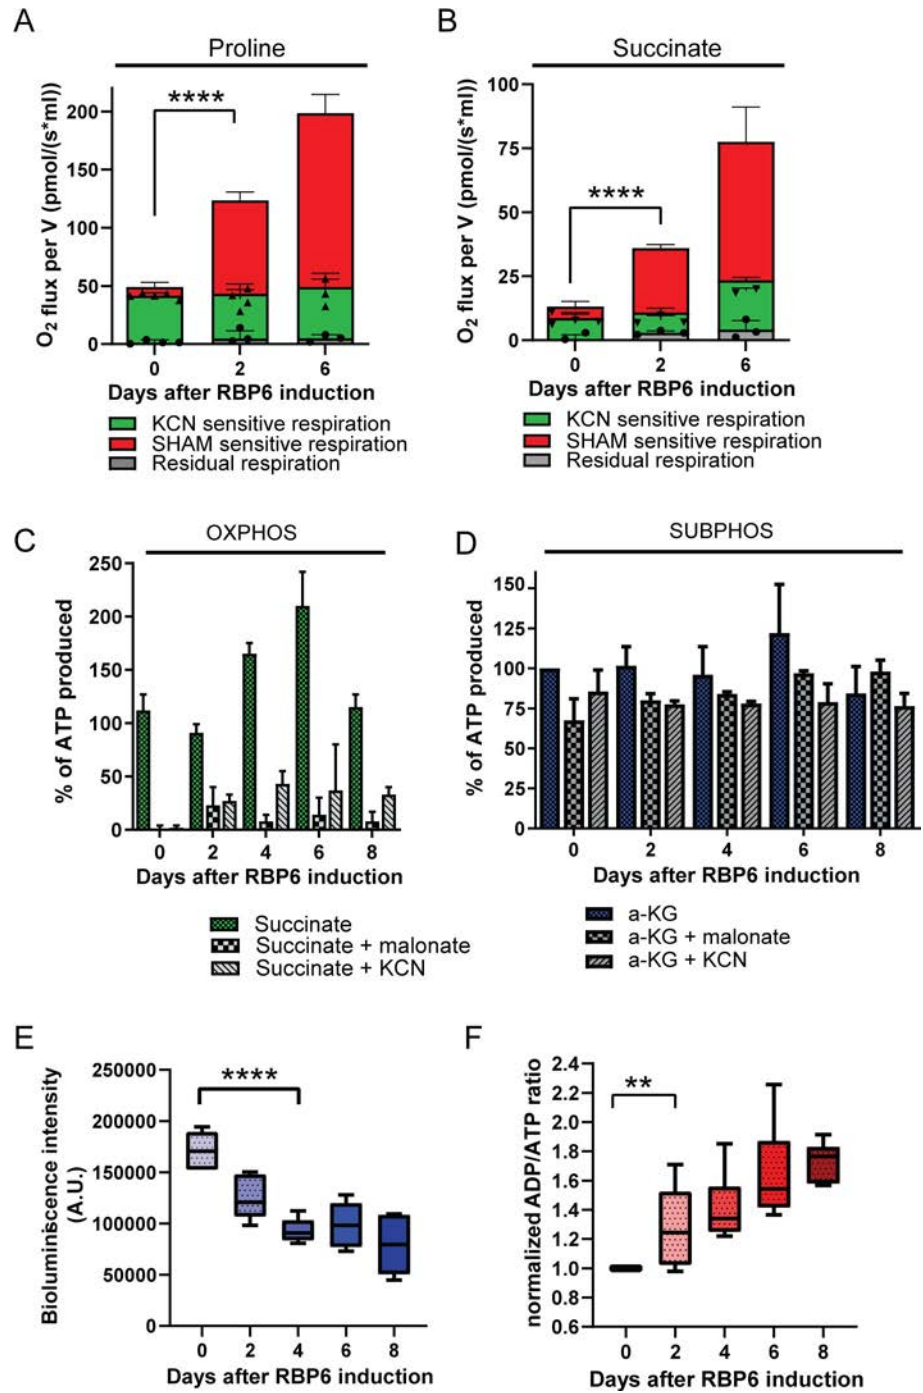 A
Proline
O2 flux per V (pmol/(s*ml))
200
150
100
50
0
****
0 2 6
Days after RBP6 induction
KCN sensitive respiration
SHAM sensitive respiration
Residual respiration
B
Succinate
O2 flux per V (pmol/(s*ml))
100
75
50
25
0
****
0 2 6
Days after RBP6 induction
KCN sensitive respiration
SHAM sensitive respiration
Residual respiration
C
OXPHOS
% of ATP produced
250
200
150
100
50
0
0 2 4 6 8
Days after RBP6 induction
Succinate
Succinate + malonate
Succinate + KCN
D
SUBPHOS
% of ATP produced
150
125
100
75
50
25
0
0 2 4 6 8
Days after RBP6 induction
a-KG
a-KG + malonate
a-KG + KCN
E
Bioluminiscence intensity
(A.U.)
250000
200000
150000
100000
50000
0
****
0 2 4 6 8
Days after RBP6 induction
F
normalized ADP/ATP ratio
2.4
2.2
2.0
1.8
1.6
1.4
1.2
1.0
0.8
0.6
**
0 2 4 6 8
Days after RBP6 induction